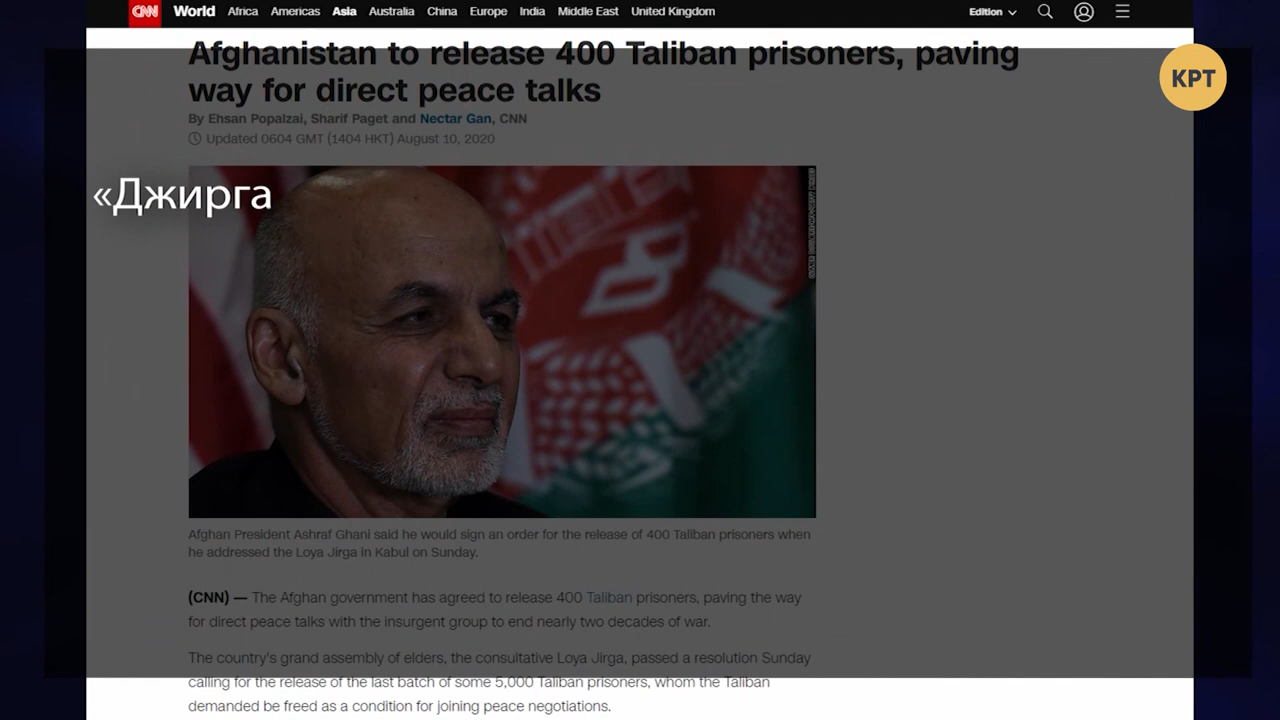 CNN World Africa Americas Asia Australia China Europe India Middle East United Kingdom Edition
Afghanistan to release 400 Taliban prisoners, paving
way for direct peace talks
KPT
By Ehsan Popalzai, Sharif Paget and Nectar Gan, CNN
Updated 0604 GMT (1404 HKT) August 10, 2020
«Джирга
Afghan President Ashraf Ghani said he would sign an order for the release of 400 Taliban prisoners when
he addressed the Loya Jirga in Kabul on Sunday.
(CNN) — The Afghan government has agreed to release 400 Taliban prisoners, paving the way
for direct peace talks with the insurgent group to end nearly two decades of war.
The country's grand assembly of elders, the consultative Loya Jirga, passed a resolution Sunday
calling for the release of the last batch of some 5,000 Taliban prisoners, whom the Taliban
demanded be freed as a condition for joining peace negotiations.